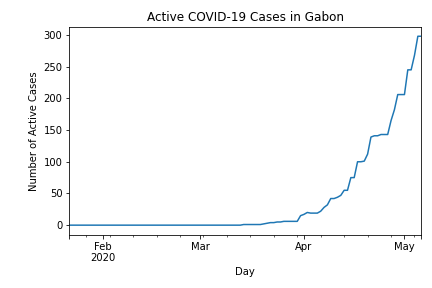 Active COVID-19 Cases in Gabon
300
250
200
150
100
50
0
Number of Active Cases
Feb
2020
Mar
Apr
May
Day